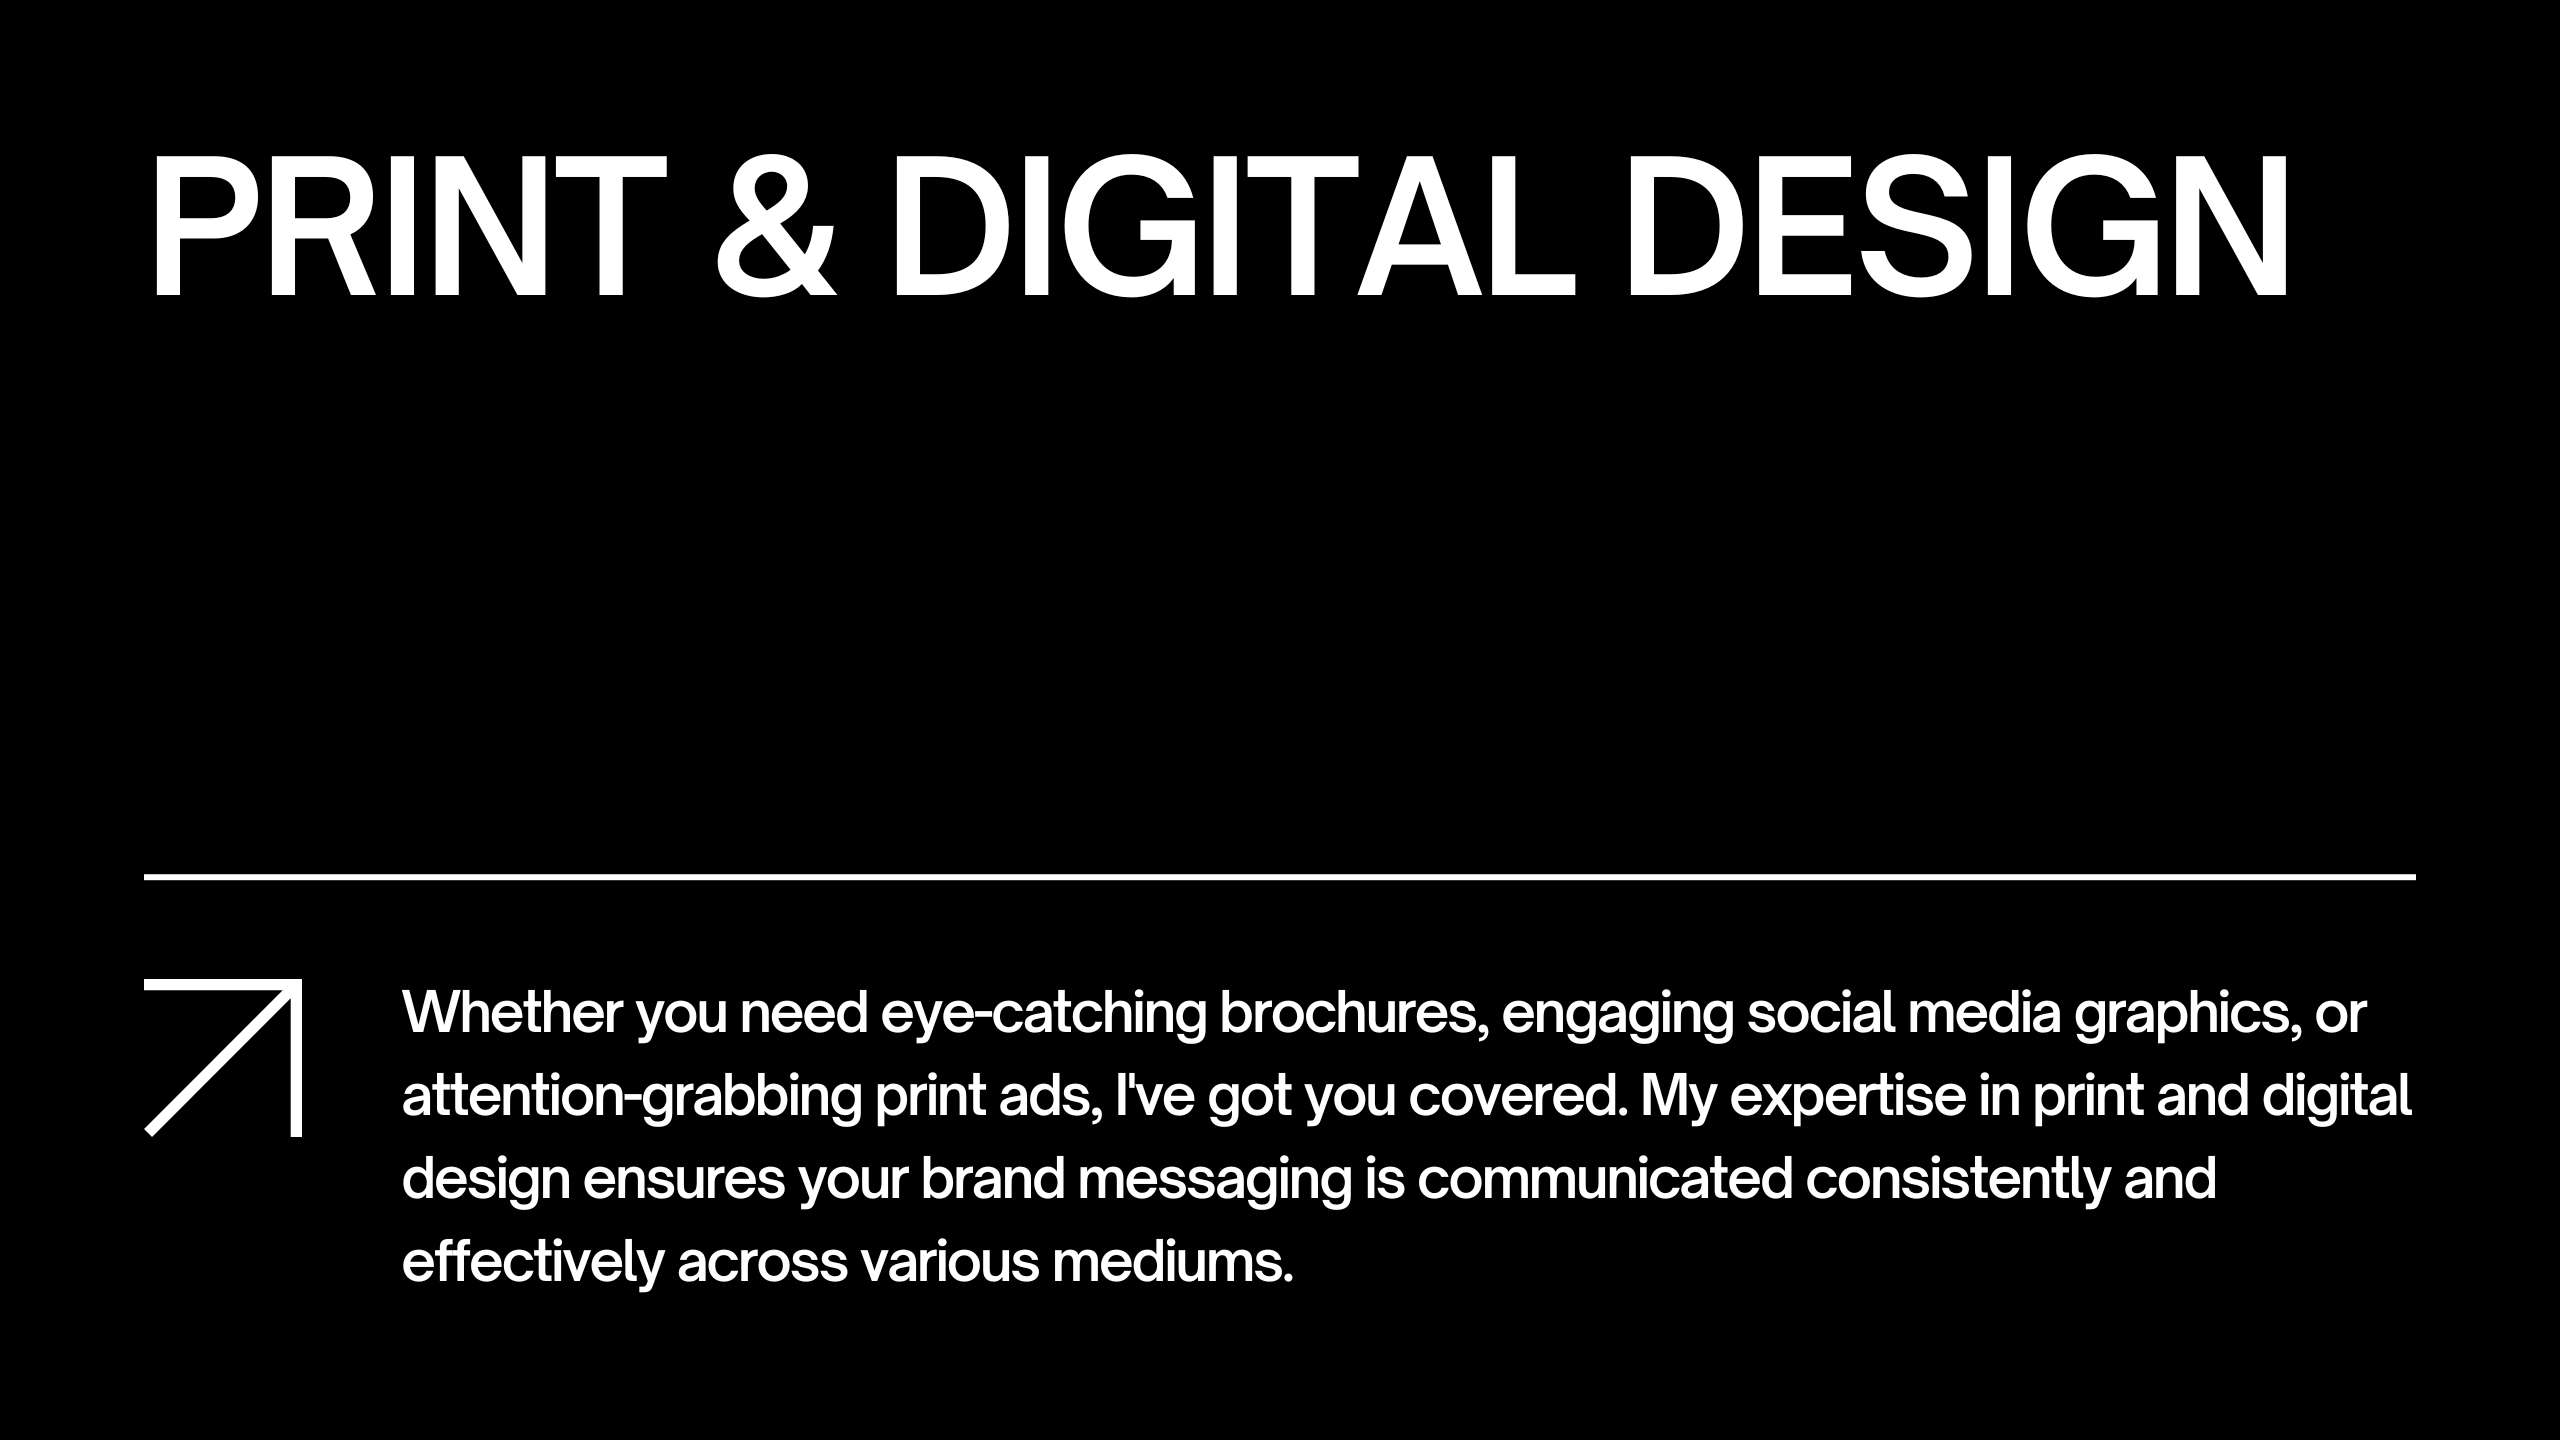 PRINT & DIGITAL DESIGN
Whether you need eye-catching brochures, engaging social media graphics, or
attention-grabbing print ads, I've got you covered. My expertise in print and digital
design ensures your brand messaging is communicated consistently and
effectively across various mediums.